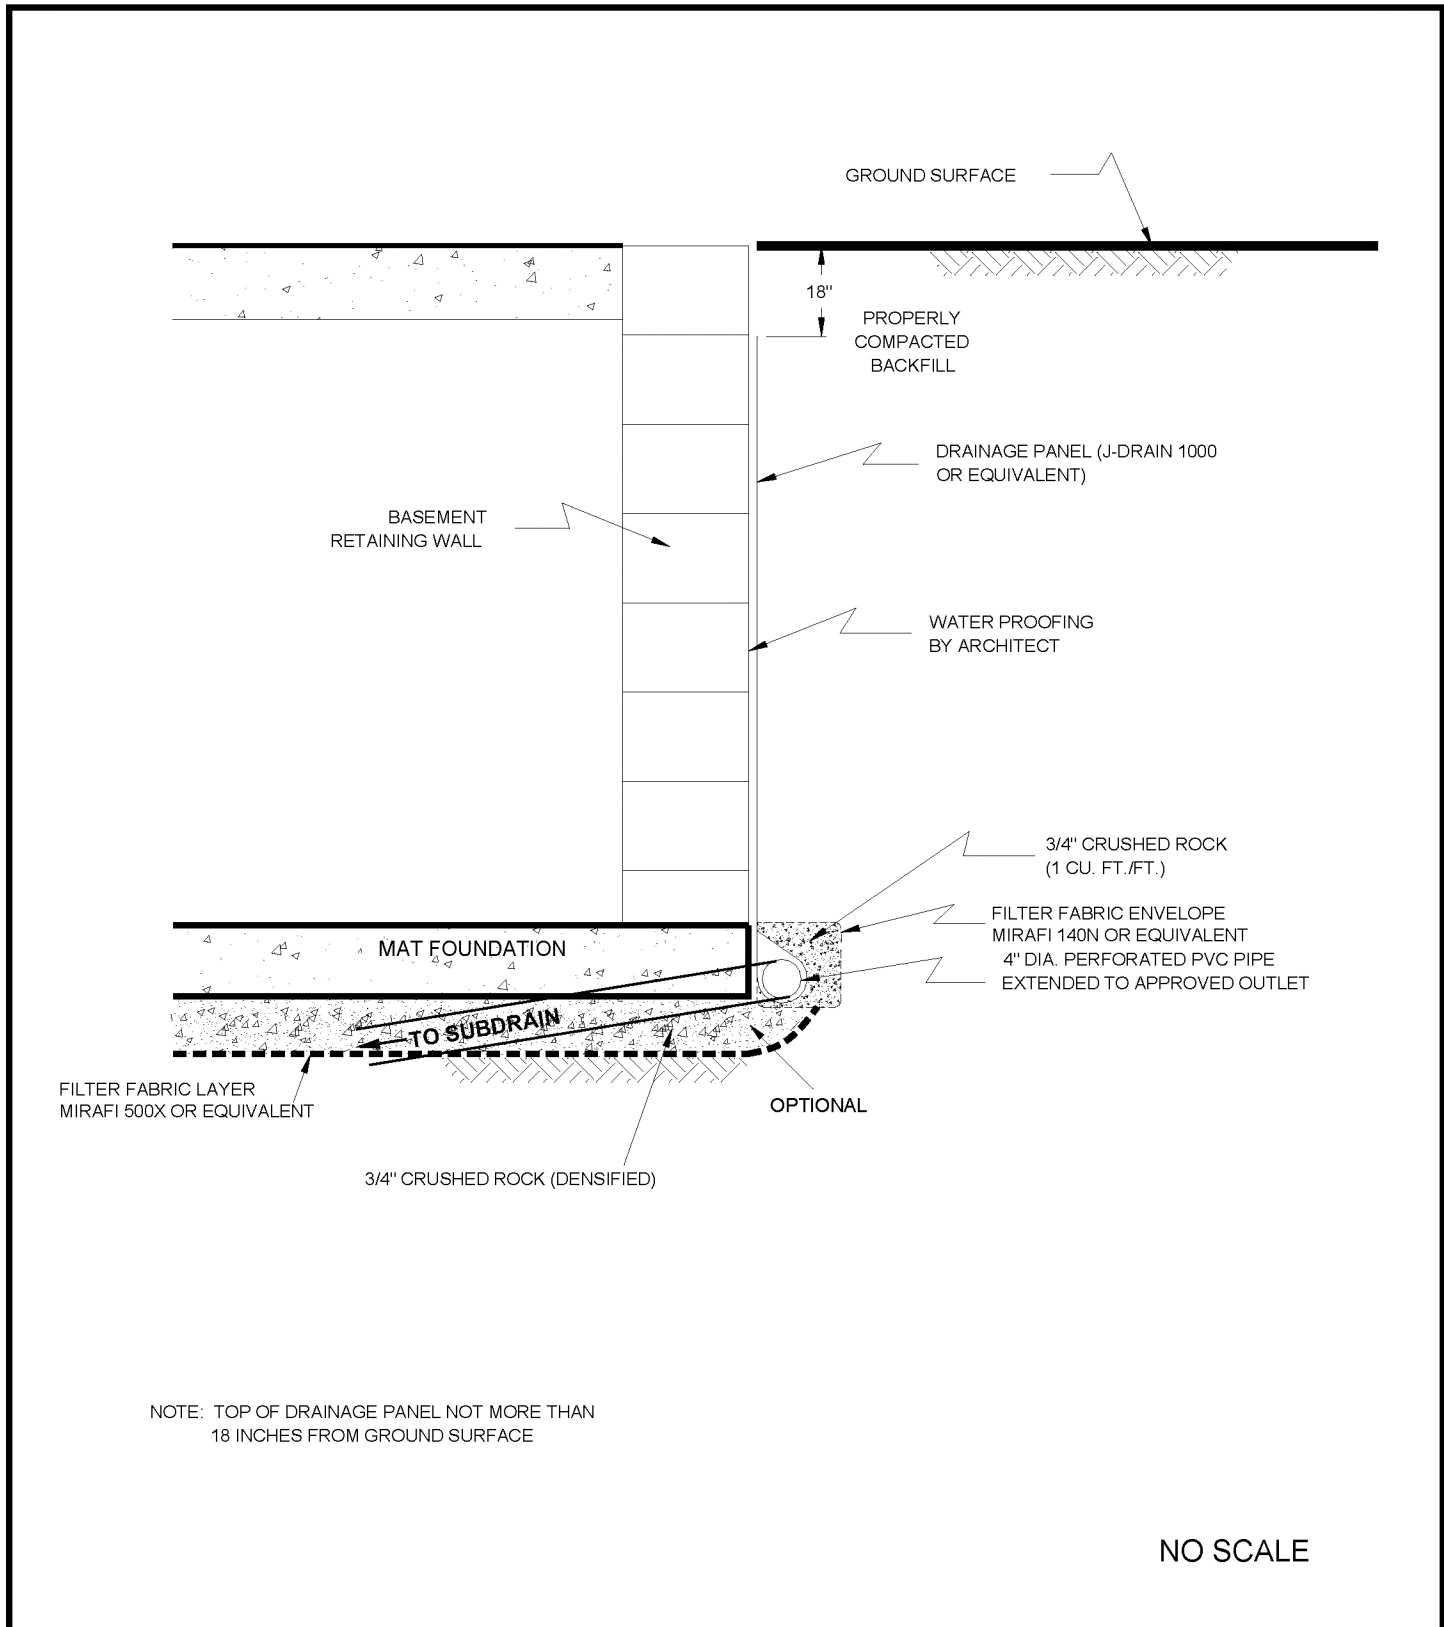 GROUND SURFACE
18"
PROPERLY
COMPACTED
BACKFILL
DRAINAGE PANEL (J-DRAIN 1000
OR EQUIVALENT)
BASEMENT
RETAINING WALL
WATER PROOFING
BY ARCHITECT
3/4" CRUSHED ROCK
(1 CU. FT./FT.)
FILTER FABRIC ENVELOPE
MIRAFI 140N OR EQUIVALENT
4" DIA. PERFORATED PVC PIPE
EXTENDED TO APPROVED OUTLET
MAT FOUNDATION
TO SUBDRAIN
FILTER FABRIC LAYER
MIRAFI 500X OR EQUIVALENT
OPTIONAL
3/4" CRUSHED ROCK (DENSIFIED)
NOTE: TOP OF DRAINAGE PANEL NOT MORE THAN
18 INCHES FROM GROUND SURFACE
NO SCALE